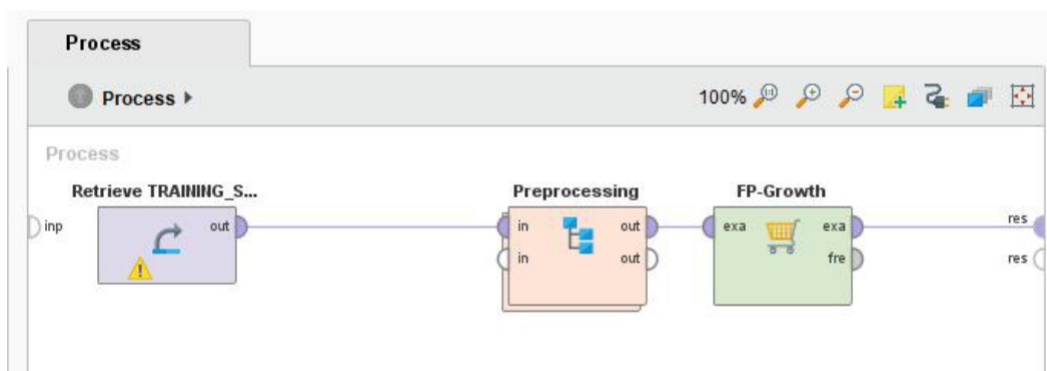 Process
Process
100%
Process
Retrieve TRAINING_S...
Preprocessing
FP-Growth
inp
out
in
out
in
out
exa
exa
fre
res
res